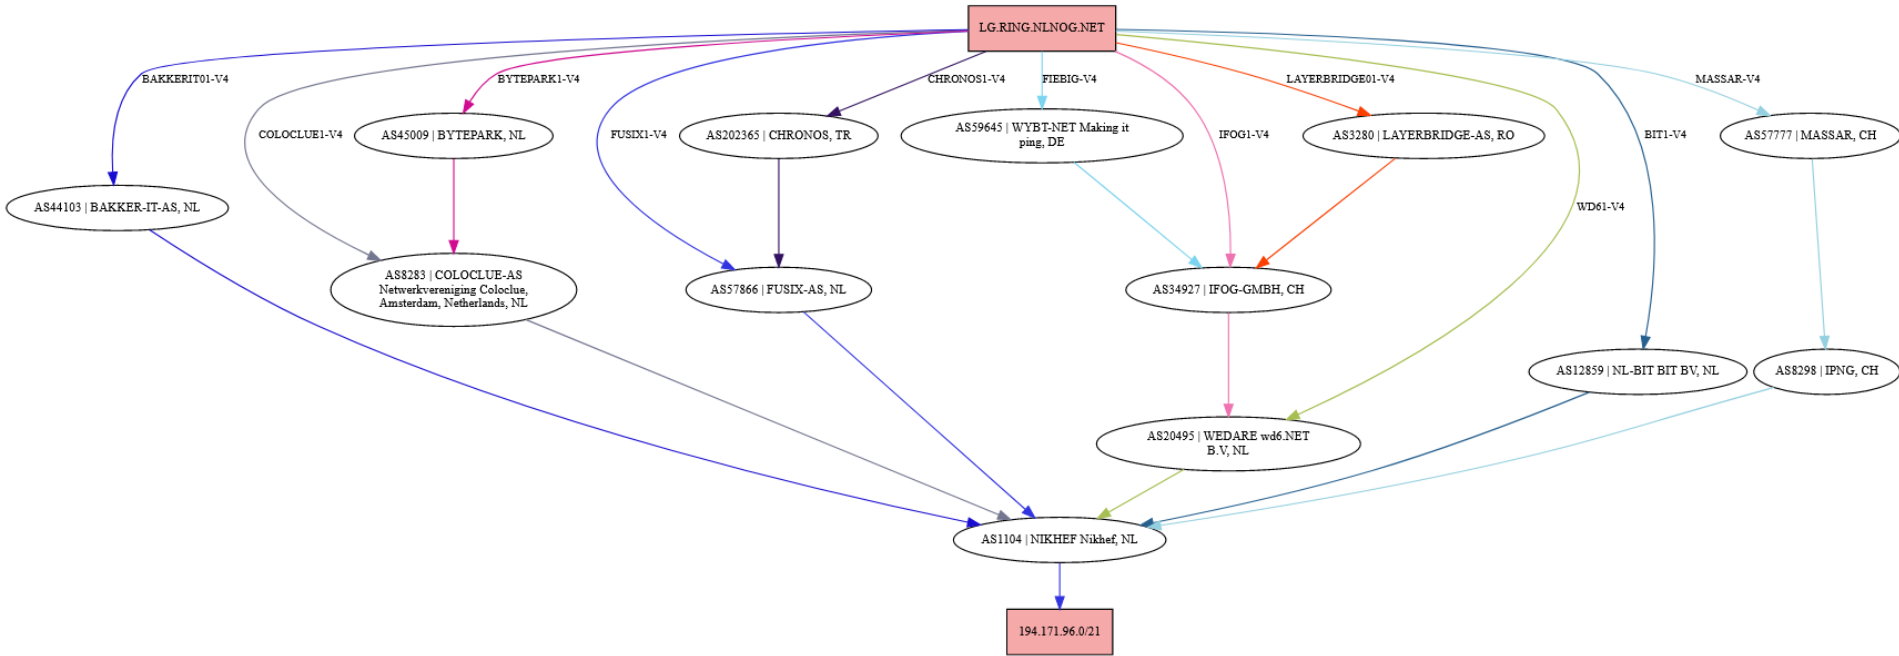 LG.RING.NLNOG.NET
BAKKERIT01-V4
BYTEPARK1-V4
CHRONOS1-V4
FIEBIG-V4
LAYERBRIDGE01-V4
MASSAR-V4
COLOCLUE1-V4
AS45009 | BYTEPARK, NL
FUSIX1-V4
AS202365 | CHRONOS, TR
AS59645 | WYBT-NET Making it
ping, DE
IFOG1-V4
AS3280 | LAYERBRIDGE-AS, RO
BIT1-V4
AS57777 | MASSAR, CH
AS44103 | BAKKER-IT-AS, NL
WD61-V4
AS8283 | COLOCLUE-AS
Netwerkvereniging Coloclue,
Amsterdam, Netherlands, NL
AS57866 | FUSIX-AS, NL
AS34927 | IFOG-GMBH, CH
AS12859 | NL-BIT BIT BV, NL
AS8298 | IPNG, CH
AS20495 | WEDARE wd6.NET
B.V, NL
AS1104 | NIKHEF Nikhef, NL
194.171.96.0/21